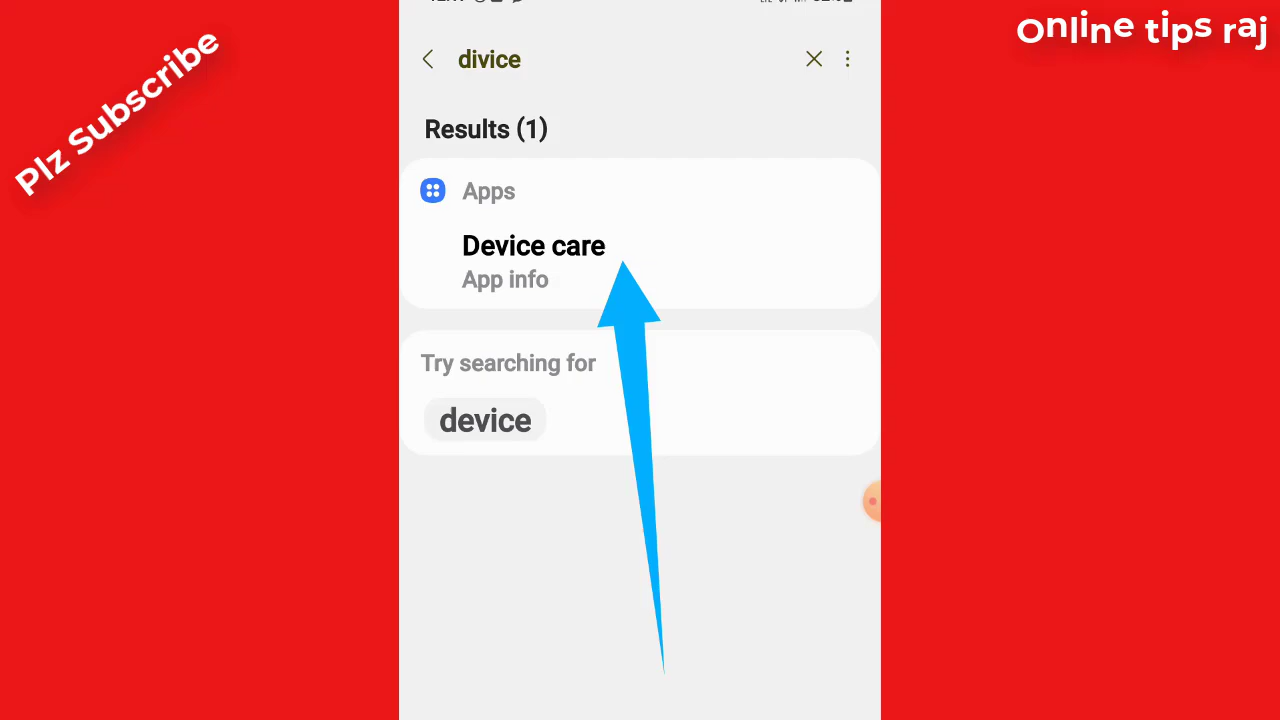 Plz Subscribe
Online tips raj
divice
Results (1)
Apps
Device care
App info
Try searching for
device